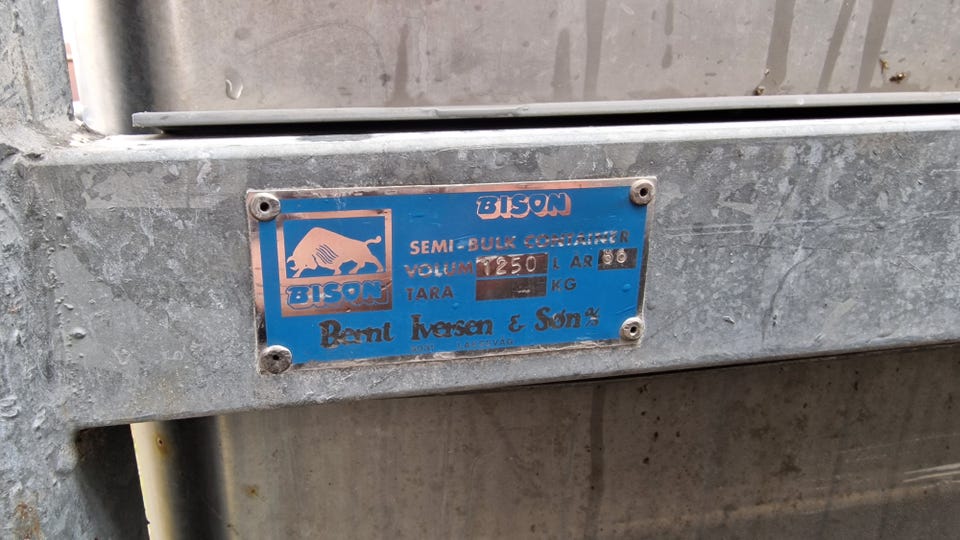 BISON
BISON
SEMI-BULK CONTAINER
VOLUM 1250 L AR 86
TARA KG
Bernt Iversen & Søn %